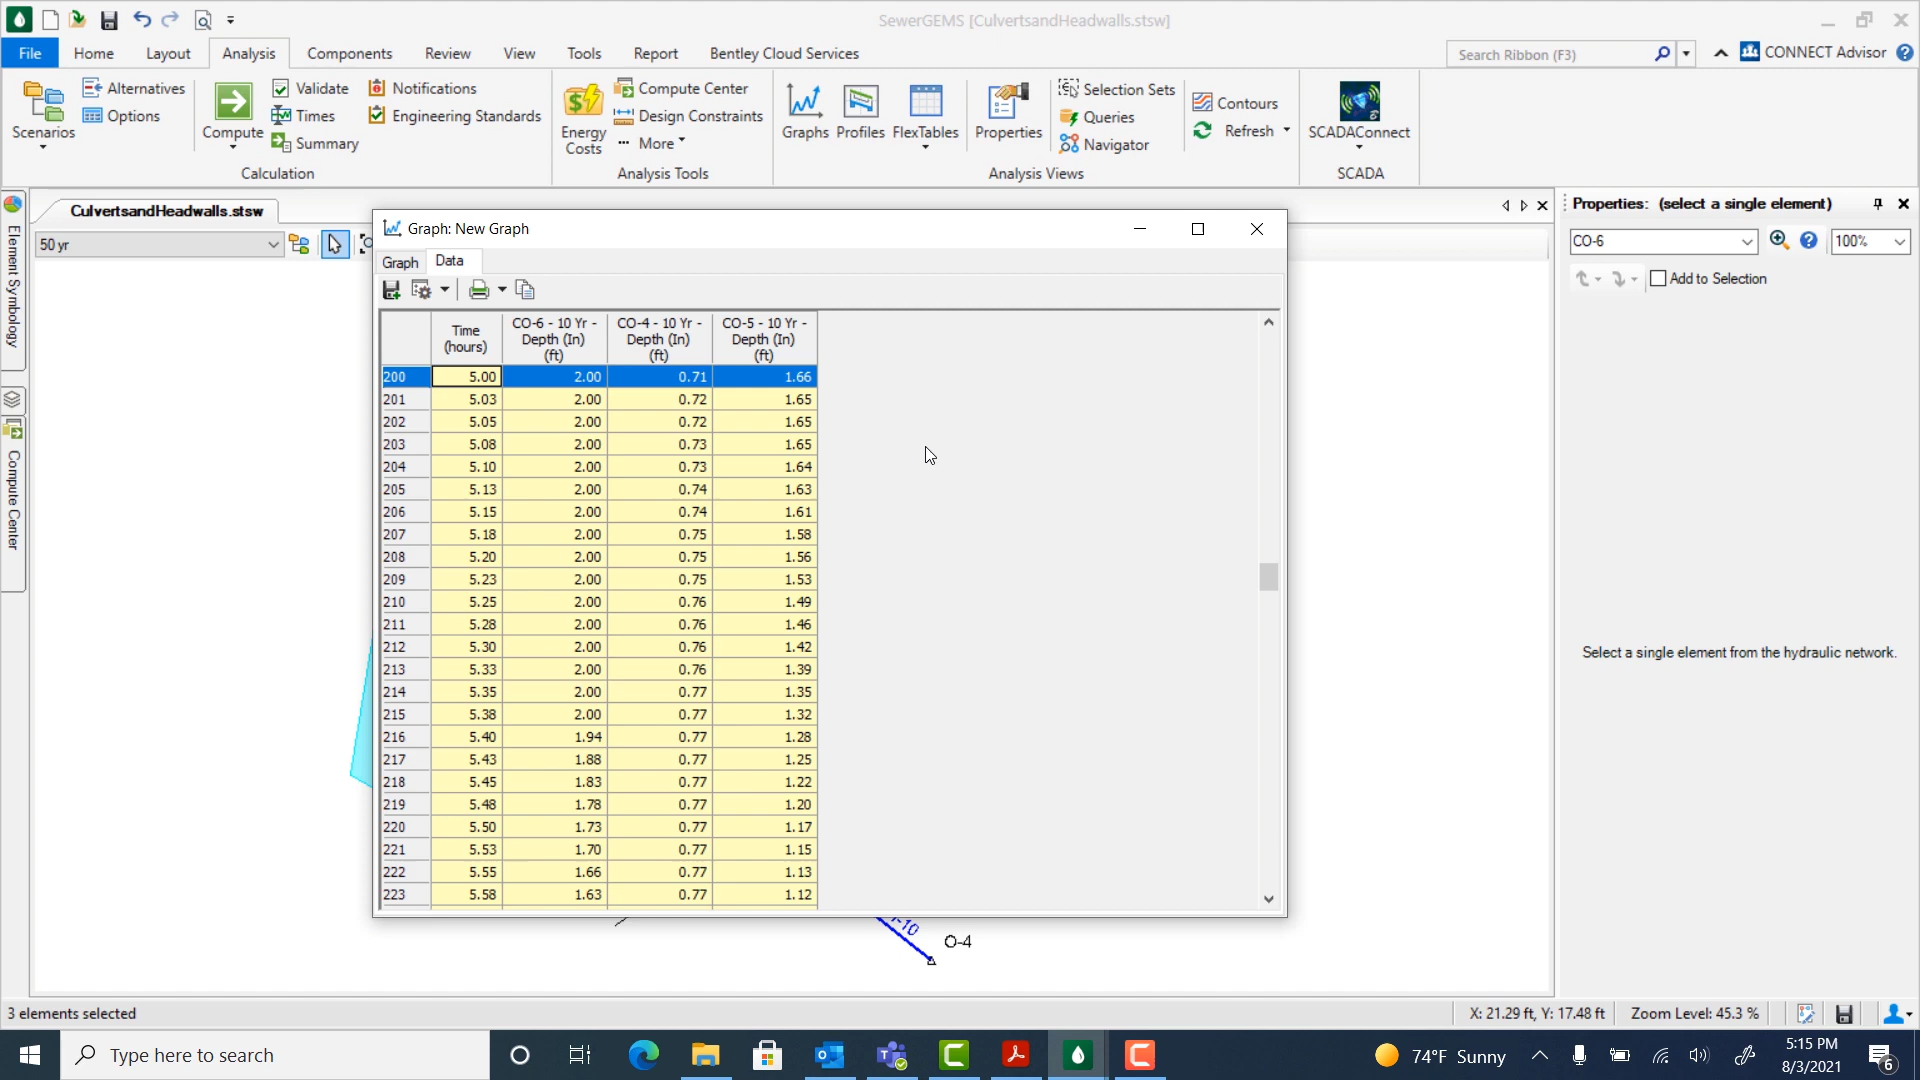 SewerGEMS [CulvertsandHeadwalls.stsw]
File Home Layout Analysis Components Review View Tools Report Bentley Cloud Services
Search Ribbon (F3)
CONNECT Advisor
Scenarios
Alternatives
Options
Compute
Validate
Times
Summary
Notifications
Engineering Standards
Calculation
Energy
Costs
Compute Center
Design Constraints
More
Analysis Tools
Graphs
Profiles
FlexTables
Properties
Selection Sets
Queries
Navigator
Contours
Refresh
Analysis Views
SCADAConnect
SCADA
Element Symbology
Compute Center
CulvertsandHeadwalls.stsw
50 yr
Graph: New Graph
Graph Data
Time
(hours)
CO-6 - 10 Yr -
Depth (In)
(ft)
CO-4 - 10 Yr -
Depth (In)
(ft)
CO-5 - 10 Yr -
Depth (In)
(ft)
200 5.00 2.00 0.71 1.66
201 5.03 2.00 0.72 1.65
202 5.05 2.00 0.72 1.65
203 5.08 2.00 0.73 1.65
204 5.10 2.00 0.73 1.64
205 5.13 2.00 0.74 1.63
206 5.15 2.00 0.74 1.61
207 5.18 2.00 0.75 1.58
208 5.20 2.00 0.75 1.56
209 5.23 2.00 0.75 1.53
210 5.25 2.00 0.76 1.49
211 5.28 2.00 0.76 1.46
212 5.30 2.00 0.76 1.42
213 5.33 2.00 0.76 1.39
214 5.35 2.00 0.77 1.35
215 5.38 2.00 0.77 1.32
216 5.40 1.94 0.77 1.28
217 5.43 1.88 0.77 1.25
218 5.45 1.83 0.77 1.22
219 5.48 1.78 0.77 1.20
220 5.50 1.73 0.77 1.17
221 5.53 1.70 0.77 1.15
222 5.55 1.66 0.77 1.13
223 5.58 1.63 0.77 1.12
O-4
Properties: (select a single element)
CO-6
100%
Add to Selection
Select a single element from the hydraulic network.
3 elements selected
X: 21.29 ft, Y: 17.48 ft
Zoom Level: 45.3 %
Type here to search
74°F Sunny
5:15 PM
8/3/2021
6